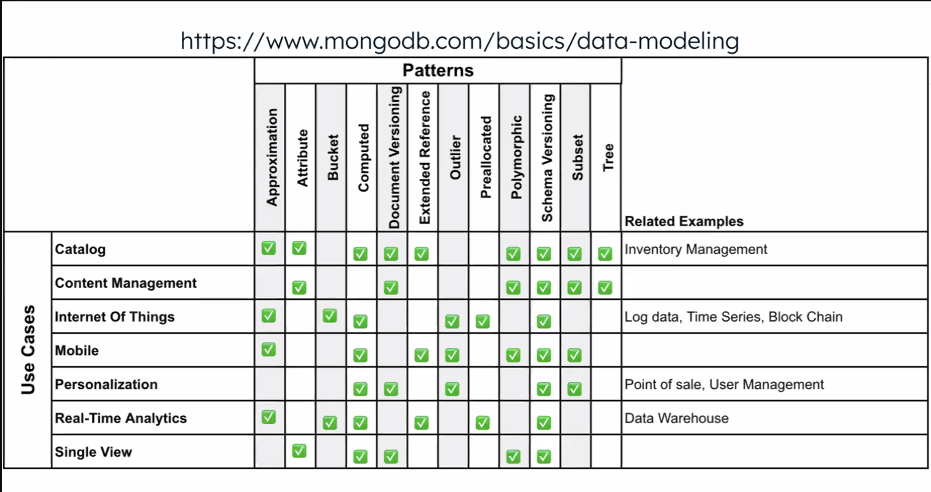 https://www.mongodb.com/basics/data-modeling
Patterns
Approximation
Attribute
Bucket
Computed
Document Versioning
Extended Reference
Outlier
Preallocated
Polymorphic
Schema Versioning
Subset
Tree
Related Examples
Use Cases
Catalog ✅ ✅ ✅ ✅ ✅ ✅ ✅ ✅ ✅ Inventory Management
Content Management ✅ ✅ ✅ ✅ ✅ ✅
Internet Of Things ✅ ✅ ✅ ✅ ✅ ✅ Log data, Time Series, Block Chain
Mobile ✅ ✅ ✅ ✅ ✅ ✅ ✅
Personalization ✅ ✅ ✅ ✅ ✅ Point of sale, User Management
Real-Time Analytics ✅ ✅ ✅ ✅ ✅ ✅ Data Warehouse
Single View ✅ ✅ ✅ ✅ ✅